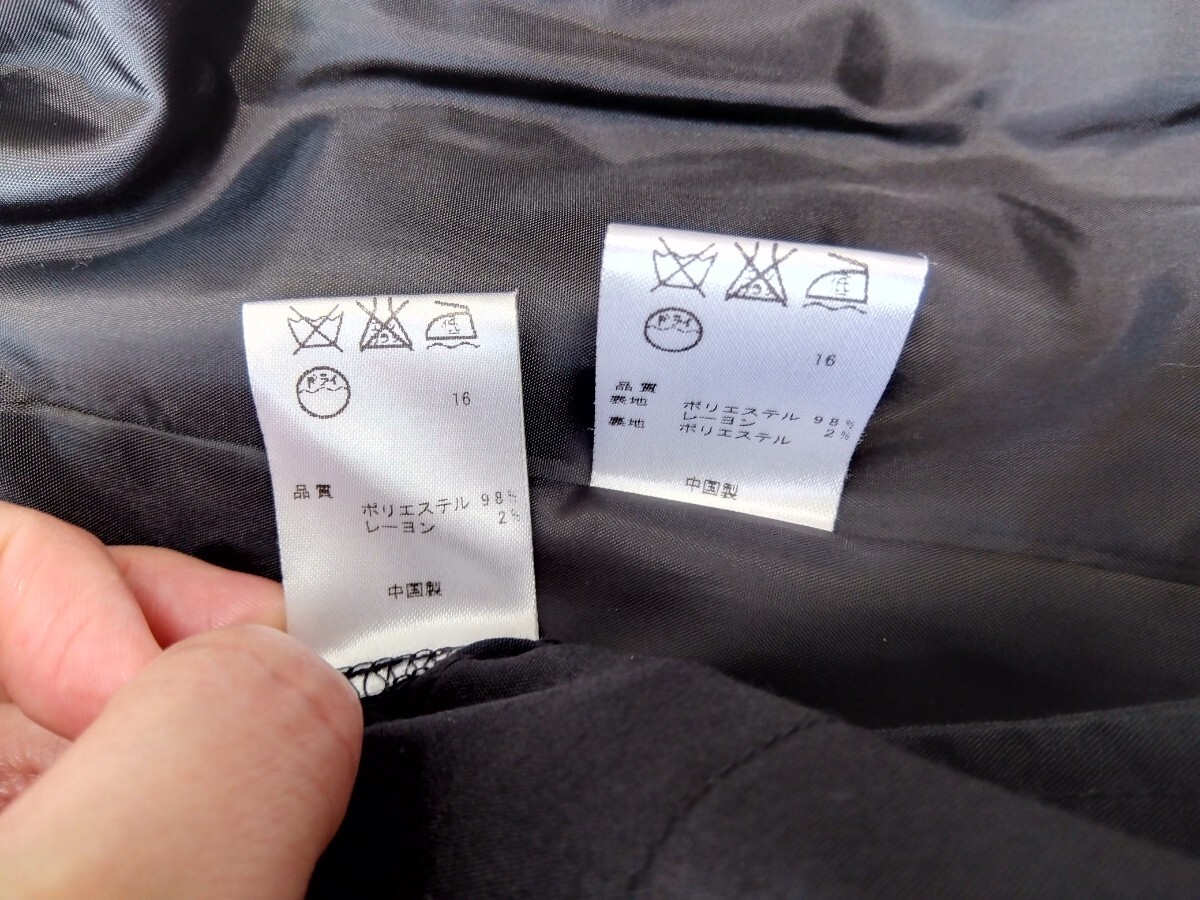 低
ドライ
16
品質
ポリエステル 98%
レーヨン 2%
中国製
低
ドライ
16
品質
表地 ポリエステル 98%
レーヨン 2%
裏地 ポリエステル
中国製